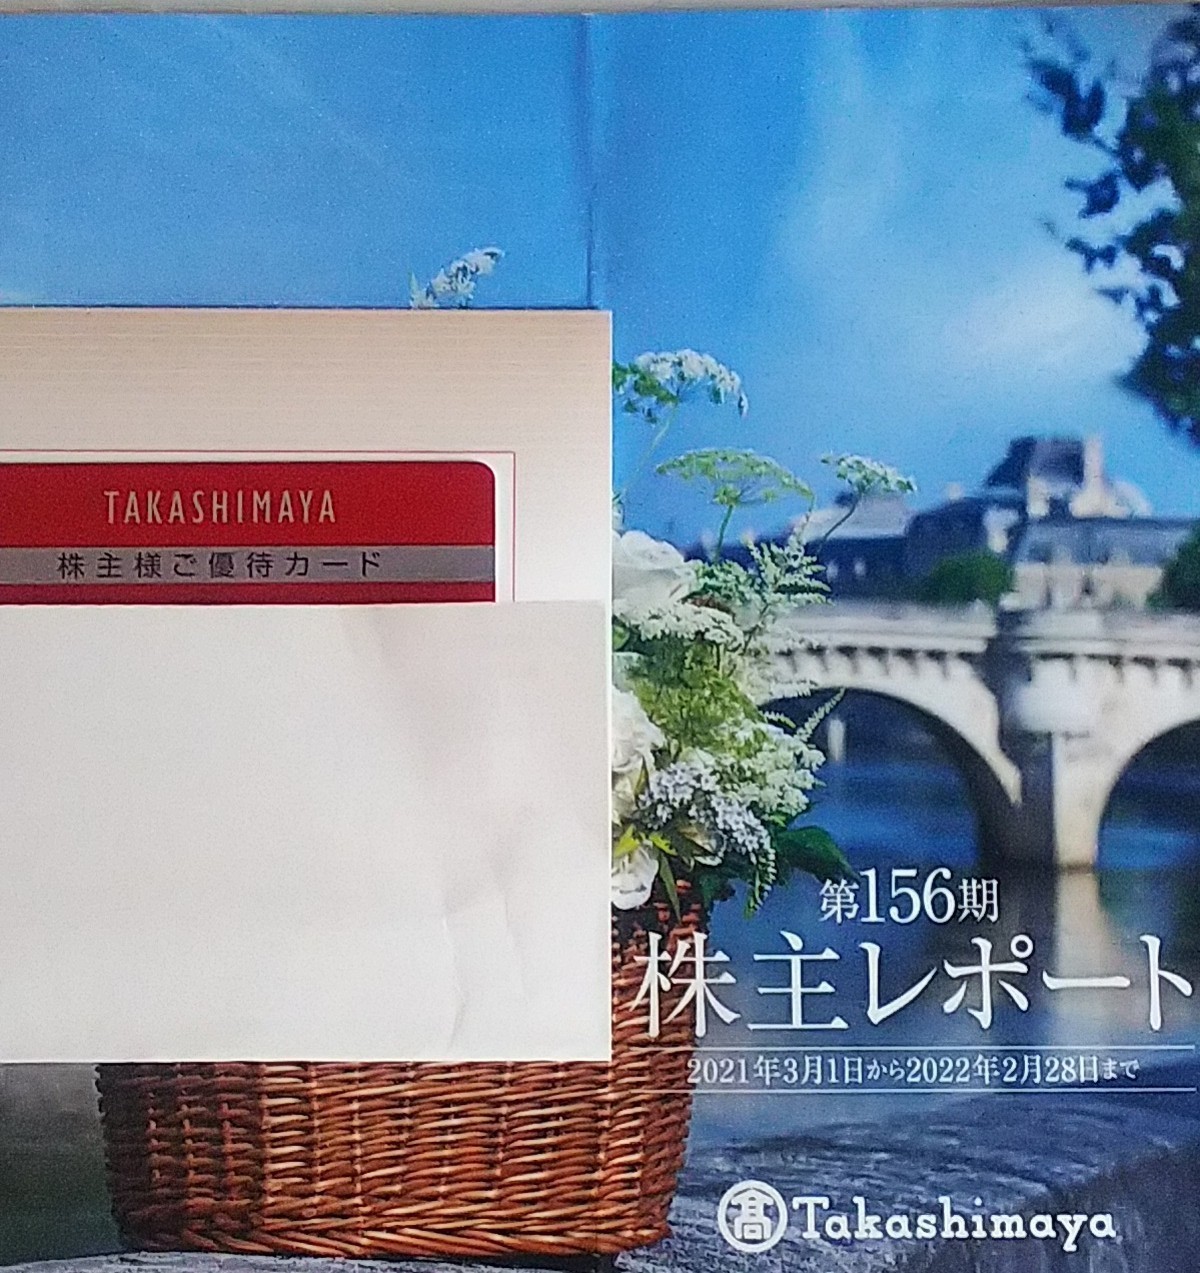 TAKASHIMAYA
株主様ご優待カード
第156期
株主レポート
2021年3月1日から2022年2月28日まで
髙 Takashimaya